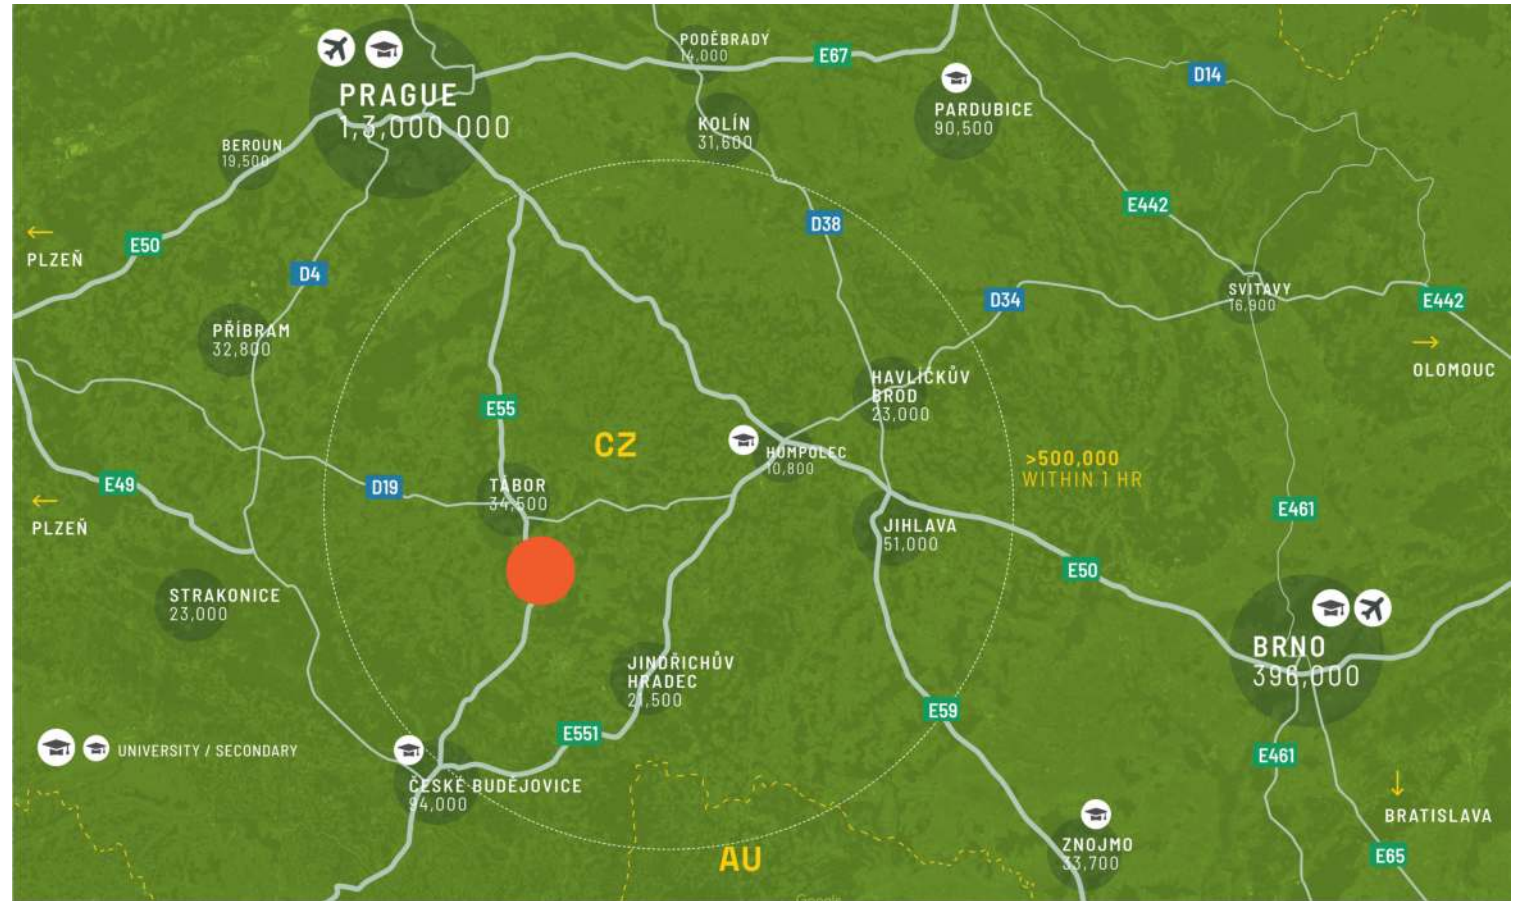 PODĚBRADY
14,000
E67
D14
PRAGUE
1,3,000 000
PARDUBICE
90,500
KOLÍN
31,600
BEROUN
19,500
E442
D38
←
PLZEŇ
E50
D4
D34
SVITAVY
16,900
E442
→
OLOMOUC
PŘÍBRAM
32,800
HAVLÍČKŮV
BROD
23,000
E55
CZ
HUMPOLEC
10,800
>500,000
WITHIN 1 HR
E49
D19
TÁBOR
34,500
←
PLZEŇ
E461
JIHLAVA
51,000
E50
STRAKONICE
23,000
BRNO
396,000
JINDŘICHŮV
HRADEC
21,500
E59
E551
UNIVERSITY / SECONDARY
E461
ČESKÉ BUDĚJOVICE
94,000
↓
BRATISLAVA
AU
ZNOJMO
33,700
E65
Google